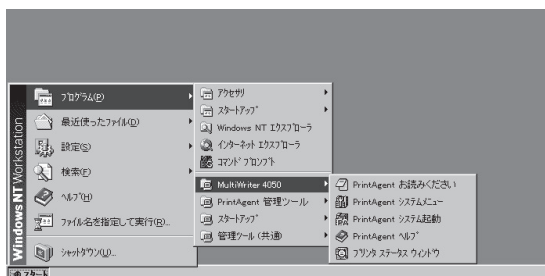 プログラム(P)
最近使ったファイル(D)
設定(S)
検索(F)
ヘルプ(H)
ファイル名を指定して実行(R)...
シャットダウン(U)...
Windows NT Workstation
スタート
アクセサリ
スタートアップ
Windows NT エクスプローラ
インターネット エクスプローラ
コマンド プロンプト
MultiWriter 4050
PrintAgent 管理ツール
スタートアップ
管理ツール (共通)
PrintAgent お読みください
PrintAgent システムメニュー
PrintAgent システム起動
PrintAgent ヘルプ
プリンタ ステータス ウィンドウ